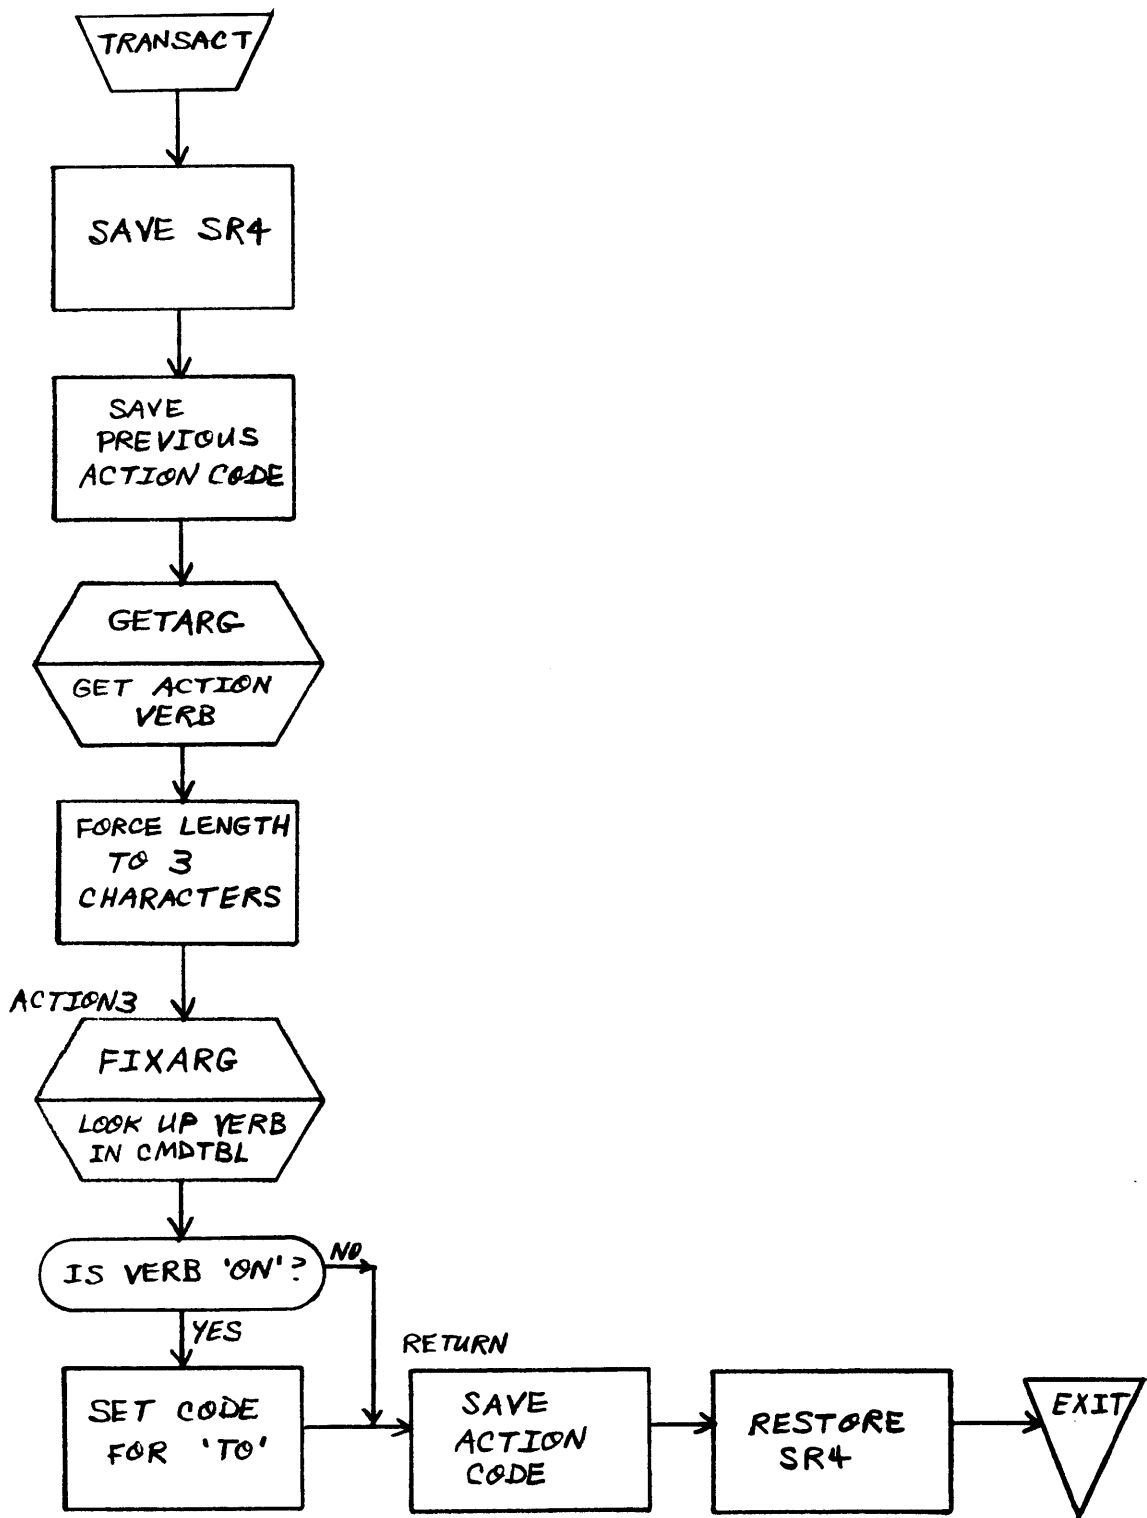 TRANSACT
SAVE SR4
SAVE
PREVIOUS
ACTION CODE
GETARG
GET ACTION
VERB
FORCE LENGTH
TO 3
CHARACTERS
ACTION3
FIXARG
LOOK UP VERB
IN CMDTBL
IS VERB 'ON'?
NO
YES
SET CODE
FOR 'TO'
RETURN
SAVE
ACTION
CODE
RESTORE
SR4
EXIT